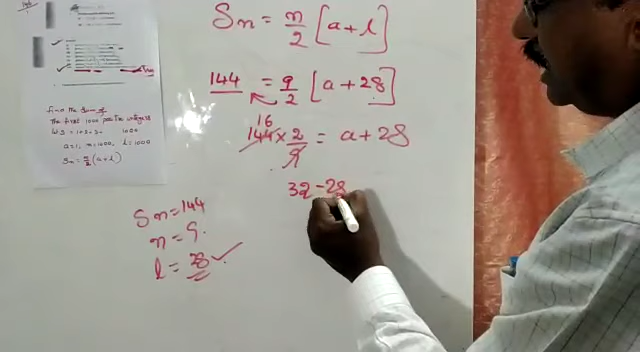 Sn = n/2 [a + l]
144 = 9/2 [a + 28]
16
144 × 2/9 = a + 28
32 - 28
Sn = 144
n = 9.
l = 28 ✓
Find the Sum of
The first 1000 positive integers
a = 1, n = 1000, l = 1000
Sn = n/2 (a + l)